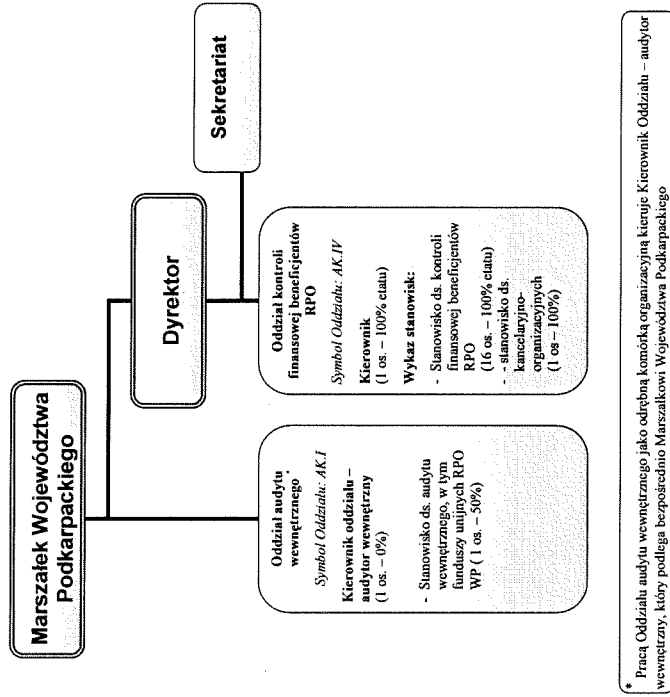 Marszałek Województwa
Podkarpackiego
Dyrektor
Sekretariat
Oddział audytu
wewnętrznego*
Symbol Oddziału: AK.I
Kierownik oddziału –
audytor wewnętrzny
(1 os. – 0%)
- Stanowisko ds. audytu
wewnętrznego, w tym
funduszy unijnych RPO
WP ( 1 os. – 50%)
Oddział kontroli
finansowej beneficjentów
RPO
Symbol Oddziału: AK.IV
Kierownik
(1 os. – 100% etatu)
Wykaz stanowisk:
- Stanowisko ds. kontroli
finansowej beneficjentów
RPO
(16 os. – 100% etatu)
- - stanowisko ds.
kancelaryjno-
organizacyjnych
(1 os – 100%)
* Pracą Oddziału audytu wewnętrznego jako odrębną komórką organizacyjną kieruje Kierownik Oddziału – audytor
wewnętrzny, który podlega bezpośrednio Marszałkowi Województwa Podkarpackiego